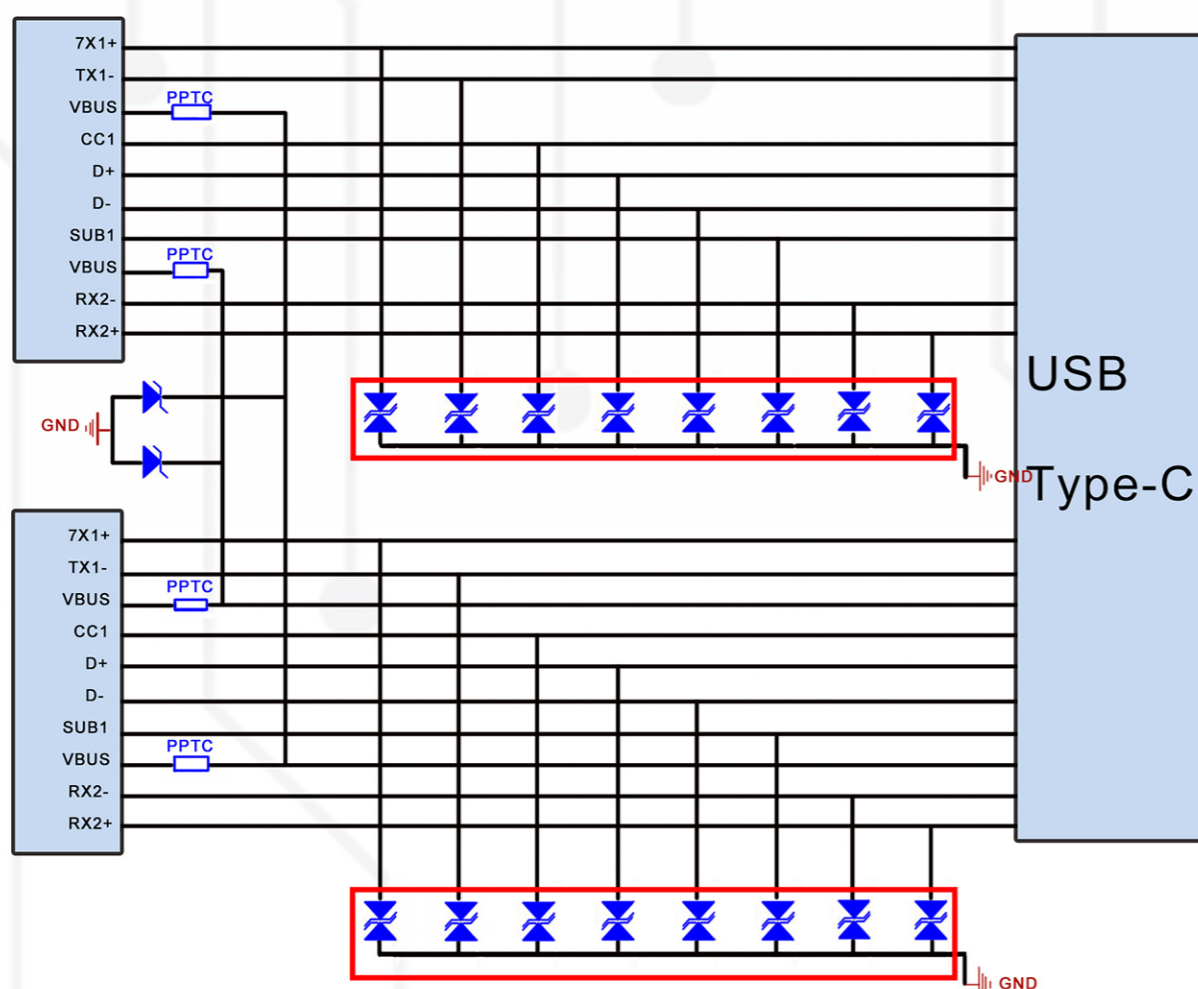 7X1+
TX1-
VBUS
PPTC
CC1
D+
D-
SUB1
VBUS
PPTC
RX2-
RX2+
GND
GND
USB
Type-C
7X1+
TX1-
VBUS
PPTC
CC1
D+
D-
SUB1
VBUS
PPTC
RX2-
RX2+
GND